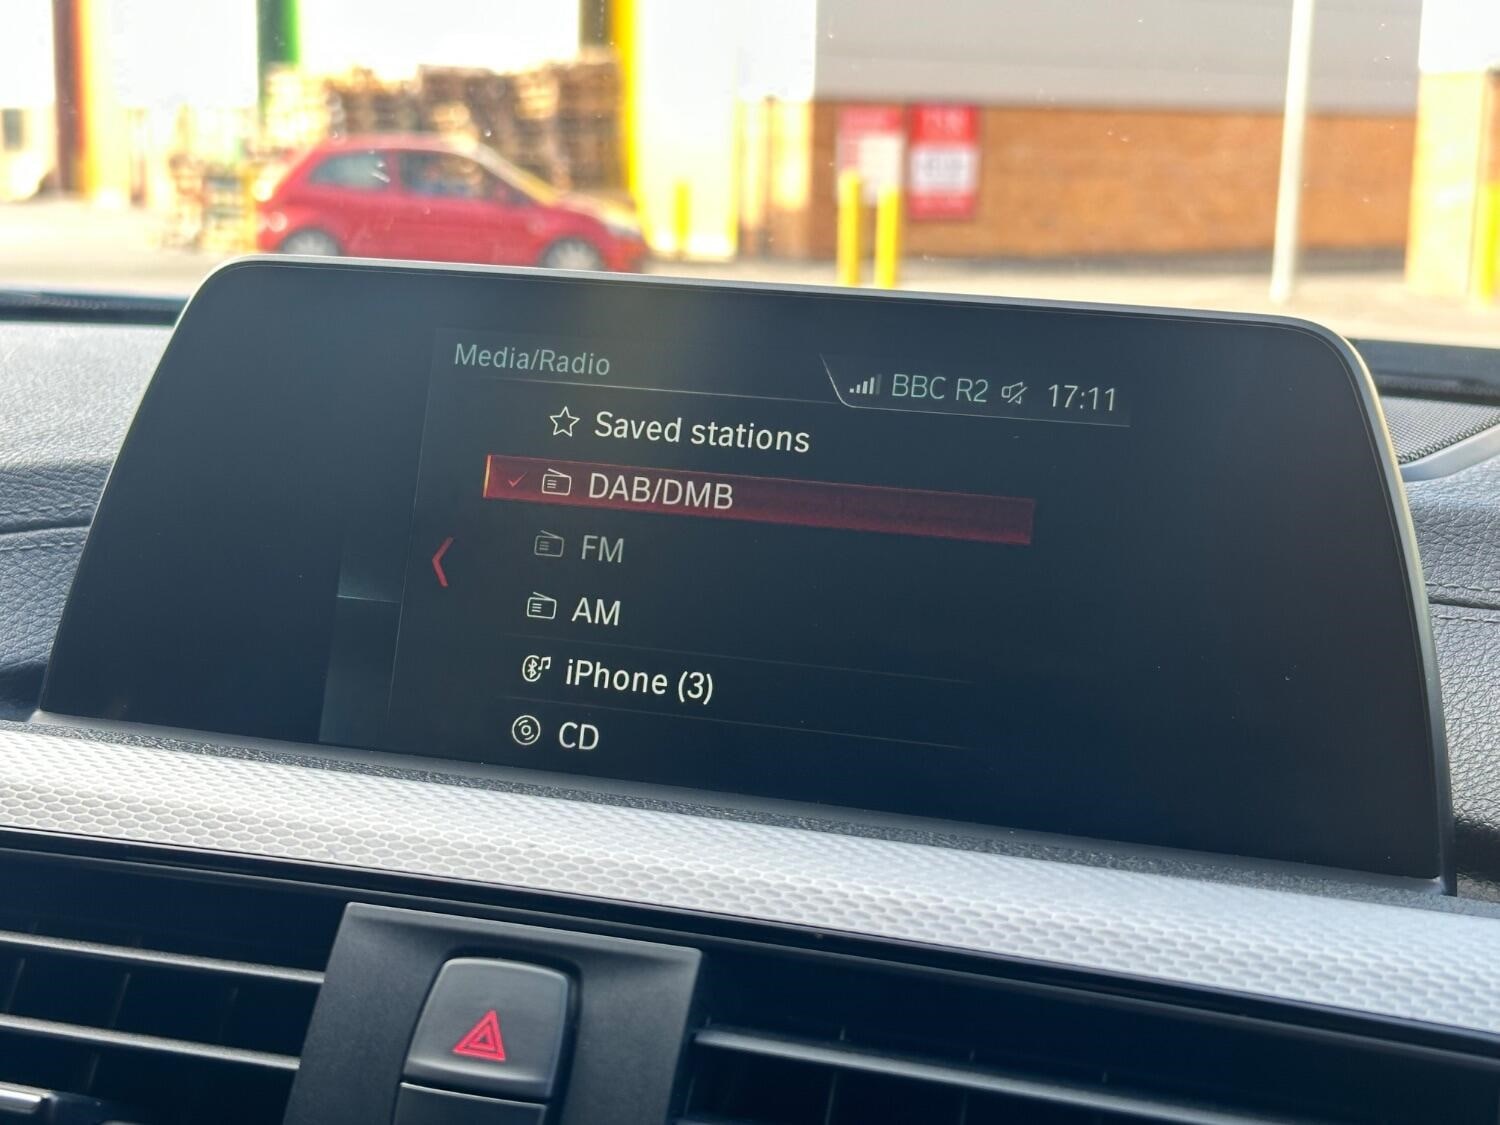 Media/Radio
BBC R2 17:11
Saved stations
DAB/DMB
FM
AM
iPhone (3)
CD